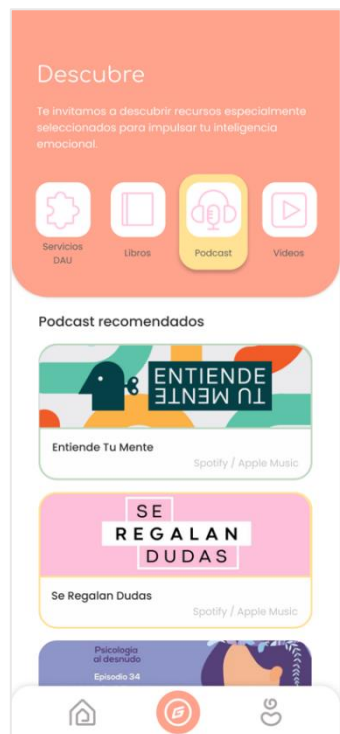 Descubre
Te invitamos a descubrir recursos especialmente
seleccionados para impulsar tu inteligencia
emocional.
Servicios
DAU
Libros
Podcast
Videos
Podcast recomendados
ENTIENDE
TU MENTE
Entiende Tu Mente
Spotify / Apple Music
SE
REGALAN
DUDAS
Se Regalan Dudas
Spotify / Apple Music
Psicología
al desnudo
Episodio 34